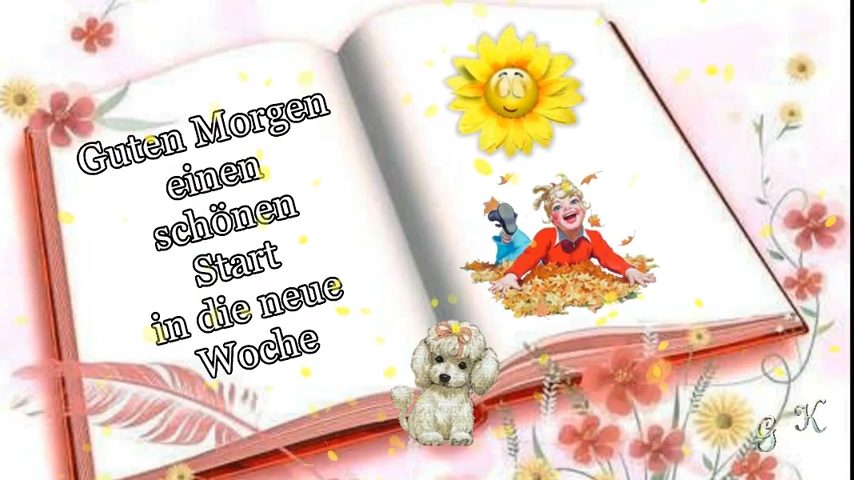 Guten Morgen
einen
schönen
Start
in die neue
Woche
G K